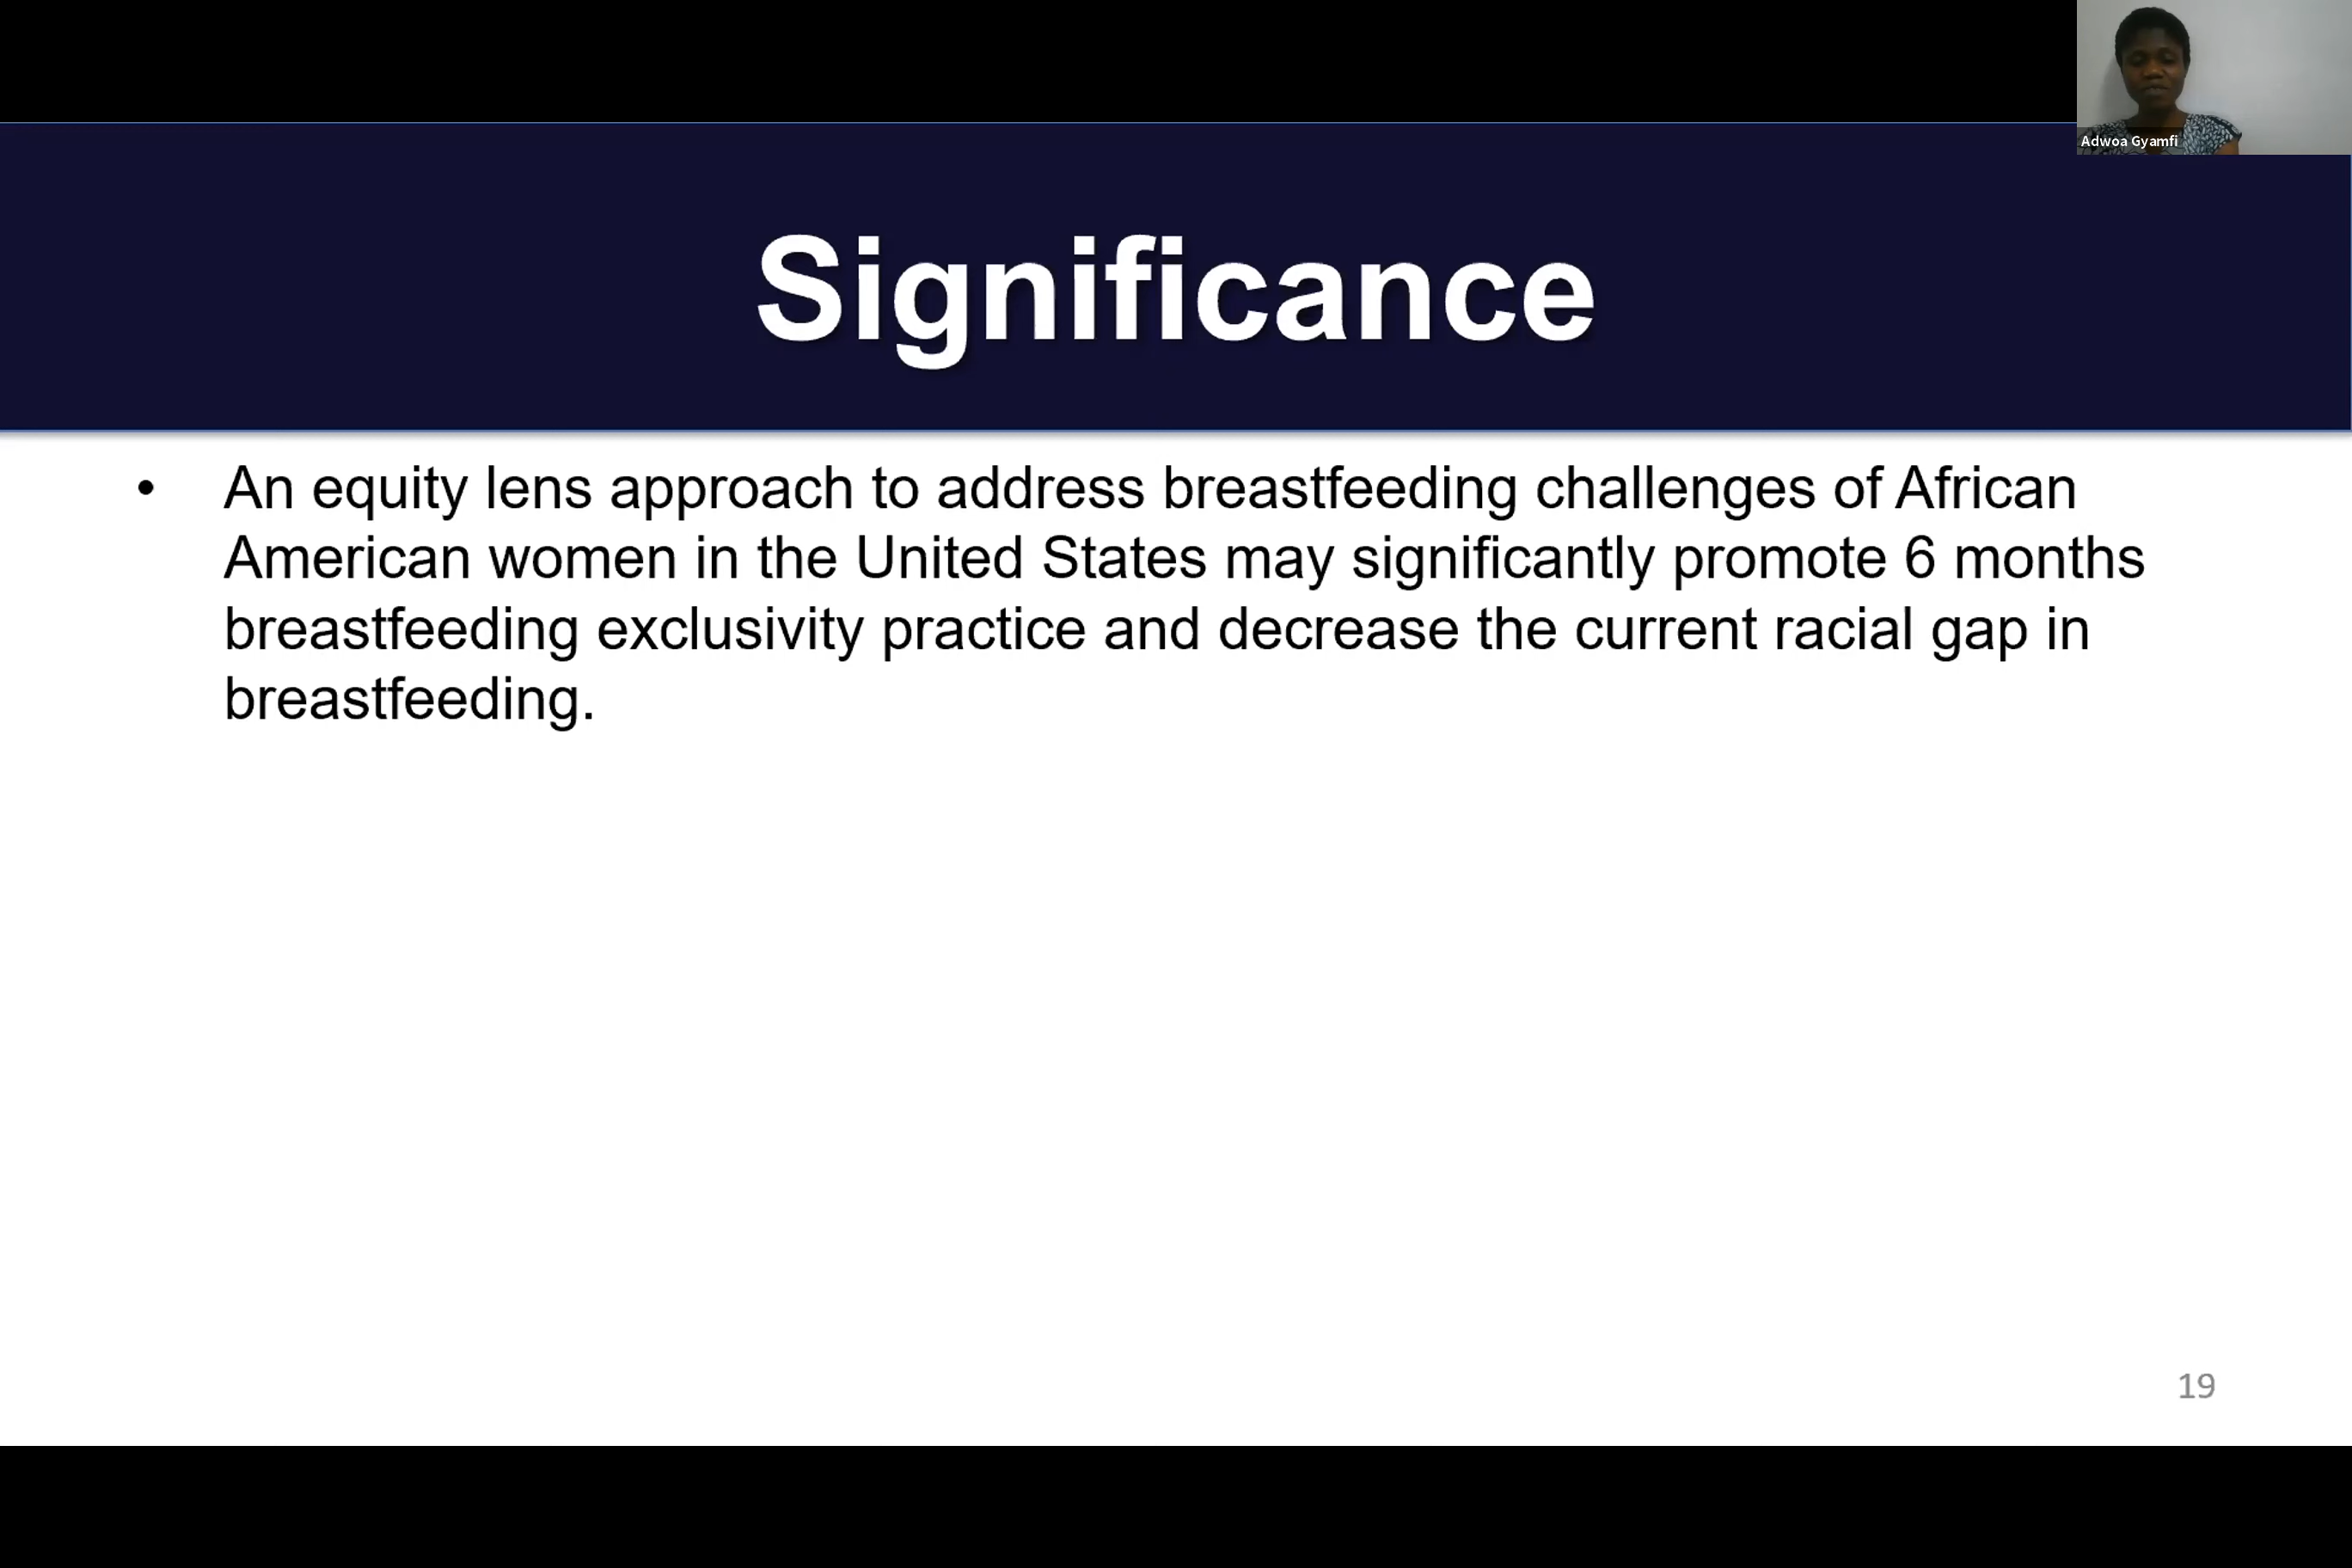 Adwoa Gyamfi
Significance
• An equity lens approach to address breastfeeding challenges of African
American women in the United States may significantly promote 6 months
breastfeeding exclusivity practice and decrease the current racial gap in
breastfeeding.
19